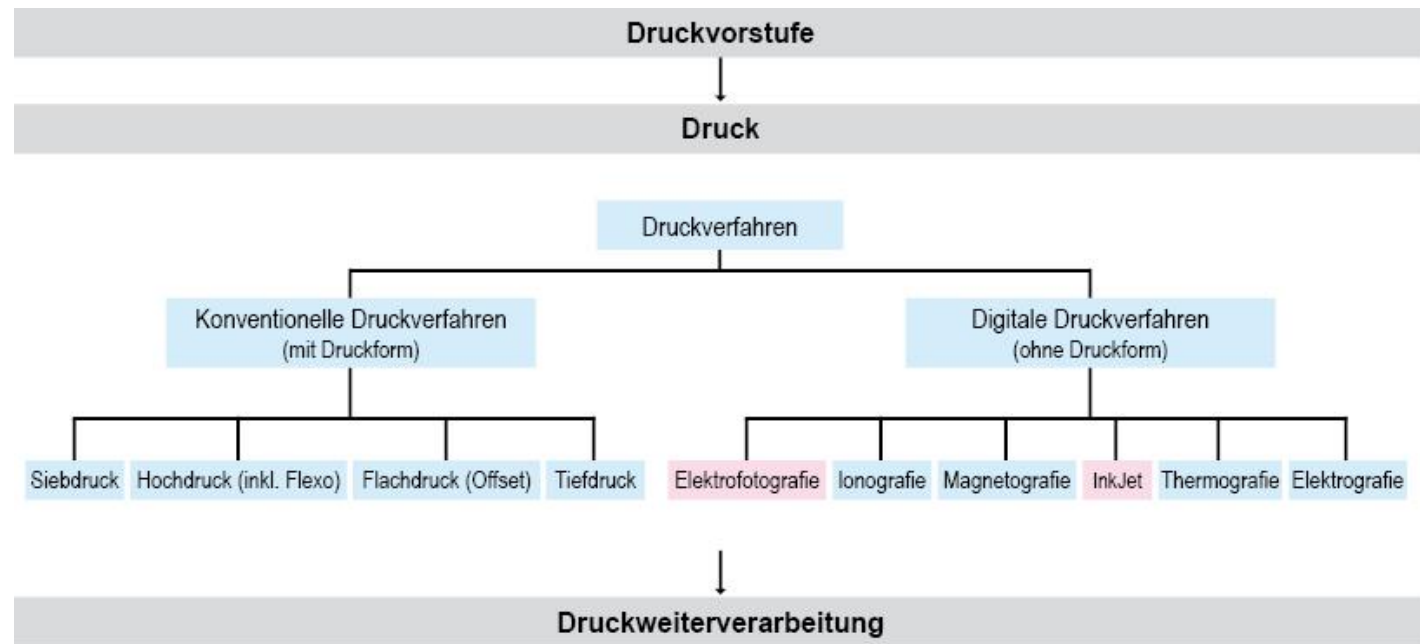 Druckvorstufe
Druck
Druckverfahren
Konventionelle Druckverfahren
(mit Druckform)
Digitale Druckverfahren
(ohne Druckform)
Siebdruck
Hochdruck (inkl. Flexo)
Flachdruck (Offset)
Tiefdruck
Elektrofotografie
Ionografie
Magnetografie
InkJet
Thermografie
Elektrografie
Druckweiterverarbeitung